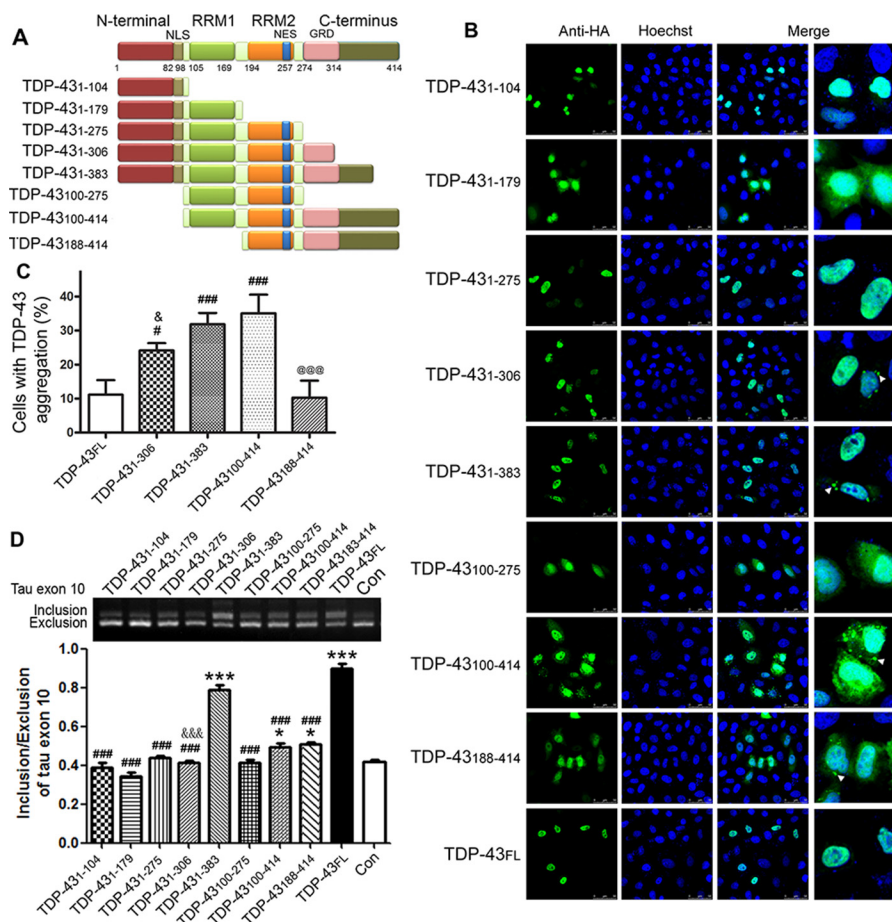 A
N-terminal RRM1 RRM2 C-terminus
NLS NES GRD
1 82 98 105 169 194 257 274 314 414
TDP-431-104
TDP-431-179
TDP-431-275
TDP-431-306
TDP-431-383
TDP-43100-275
TDP-43100-414
TDP-43188-414
B
Anti-HA Hoechst Merge
TDP-431-104
TDP-431-179
TDP-431-275
TDP-431-306
TDP-431-383
TDP-43100-275
TDP-43100-414
TDP-43188-414
TDP-43FL
C
Cells with TDP-43
aggregation (%)
40
30
20
10
0
&
#
###
###
@@@
TDP-43FL
TDP-431-306
TDP-431-383
TDP-43100-414
TDP-43188-414
D
TDP-431-104
TDP-431-179
TDP-431-275
TDP-431-306
TDP-431-383
TDP-43100-275
TDP-43100-414
TDP-43183-414
TDP-43FL
Con
Tau exon 10
Inclusion
Exclusion
Inclusion/Exclusion
of tau exon 10
1.0
0.8
0.6
0.4
0.2
0.0
###
###
###
&&&
###
***
###
###
*
###
*
***
TDP-431-104
TDP-431-179
TDP-431-275
TDP-431-306
TDP-431-383
TDP-43100-275
TDP-43100-414
TDP-43188-414
TDP-43FL
Con